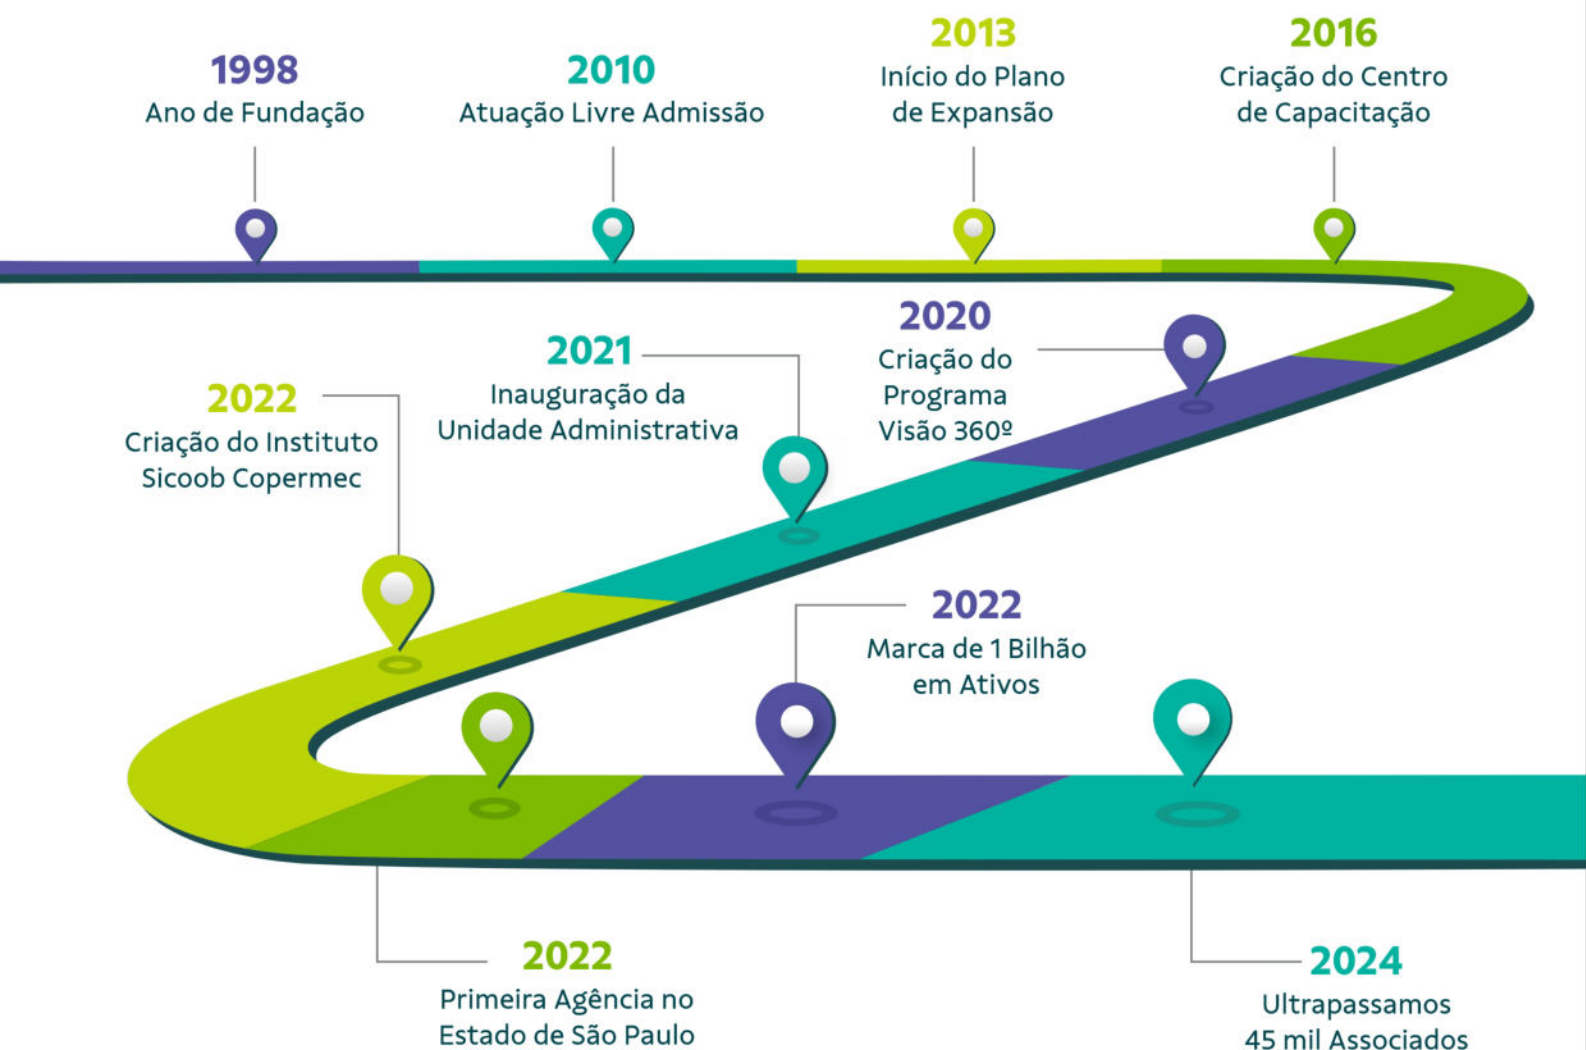 1998
Ano de Fundação
2010
Atuação Livre Admissão
2013
Início do Plano
de Expansão
2016
Criação do Centro
de Capacitação
2020
Criação do
Programa
Visão 360º
2021
Inauguração da
Unidade Administrativa
2022
Criação do Instituto
Sicoob Copermec
2022
Primeira Agência no
Estado de São Paulo
2022
Marca de 1 Bilhão
em Ativos
2024
Ultrapassamos
45 mil Associados